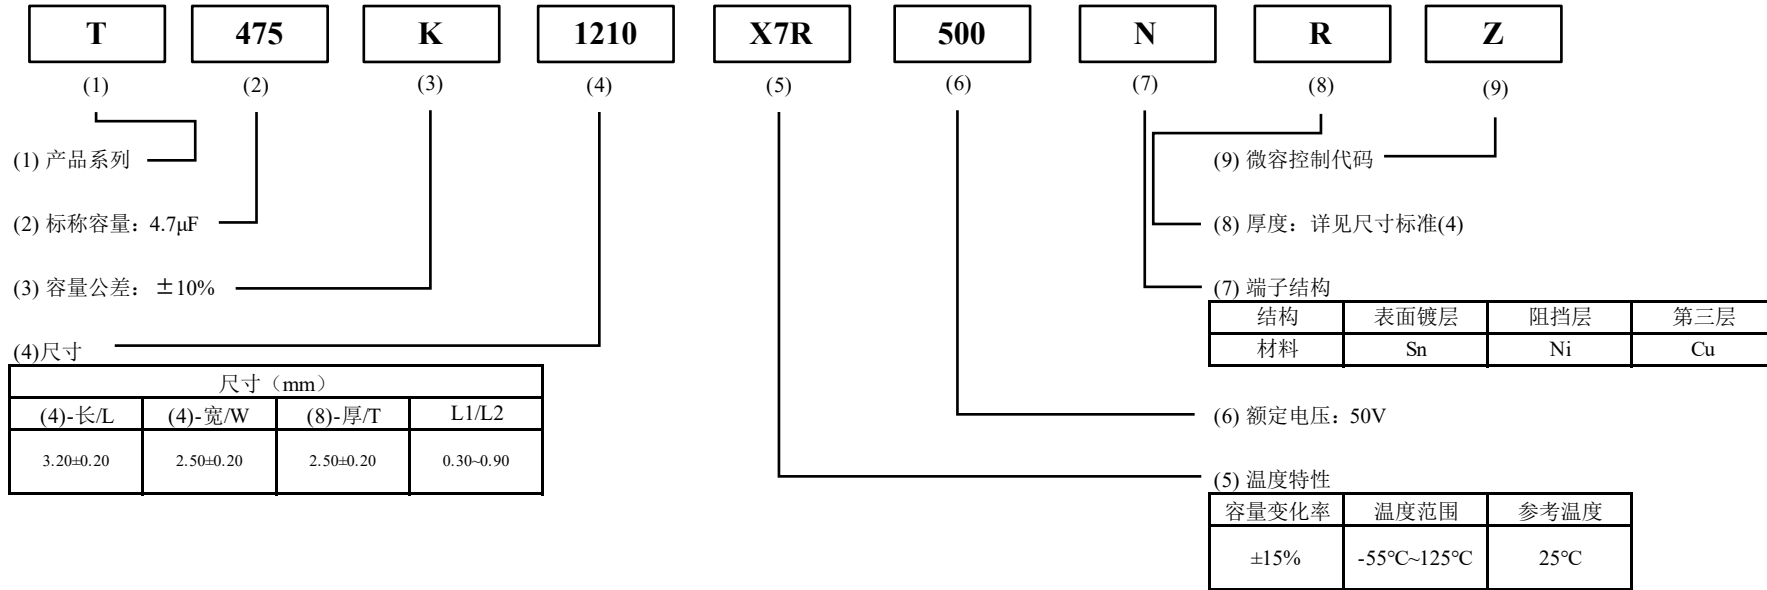 T 475 K 1210 X7R 500 N R Z
(1) (2) (3) (4) (5) (6) (7) (8) (9)
(1) 产品系列
(9) 微容控制代码
(2) 标称容量：4.7μF
(8) 厚度：详见尺寸标准(4)
(3) 容量公差：±10%
(7) 端子结构
结构 表面镀层 阻挡层 第三层
材料 Sn Ni Cu
(4)尺寸
尺寸（mm）
(4)-长/L (4)-宽/W (8)-厚/T L1/L2
3.20±0.20 2.50±0.20 2.50±0.20 0.30~0.90
(6) 额定电压：50V
(5) 温度特性
容量变化率 温度范围 参考温度
±15% -55℃~125℃ 25℃